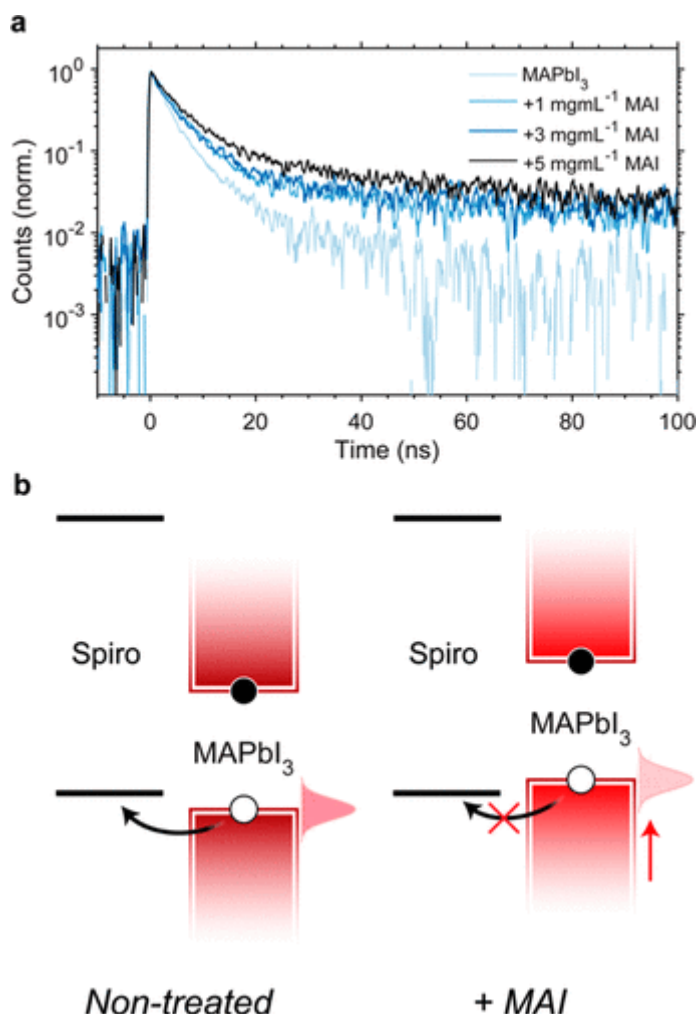 a
Counts (norm.)
10⁰
10⁻¹
10⁻²
10⁻³
MAPbI₃
+1 mgmL⁻¹ MAI
+3 mgmL⁻¹ MAI
+5 mgmL⁻¹ MAI
0 20 40 60 80 100
Time (ns)
b
Spiro
MAPbI₃
Spiro
MAPbI₃
Non-treated
+ MAI